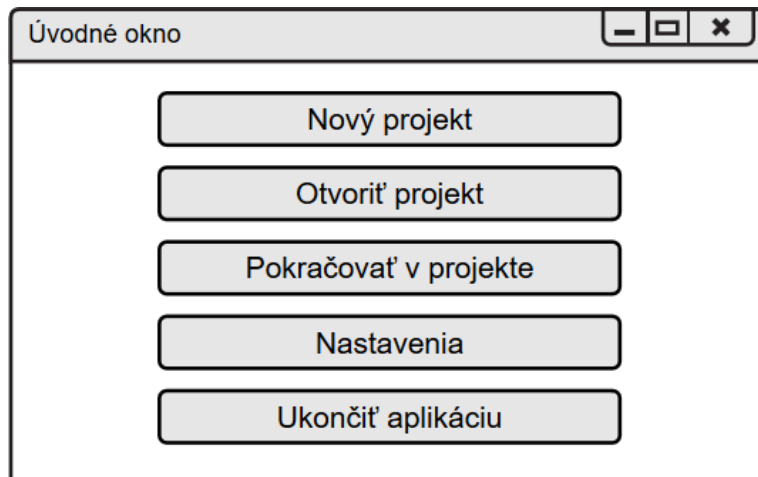 Úvodné okno
Nový projekt
Otvoriť projekt
Pokračovať v projekte
Nastavenia
Ukončiť aplikáciu